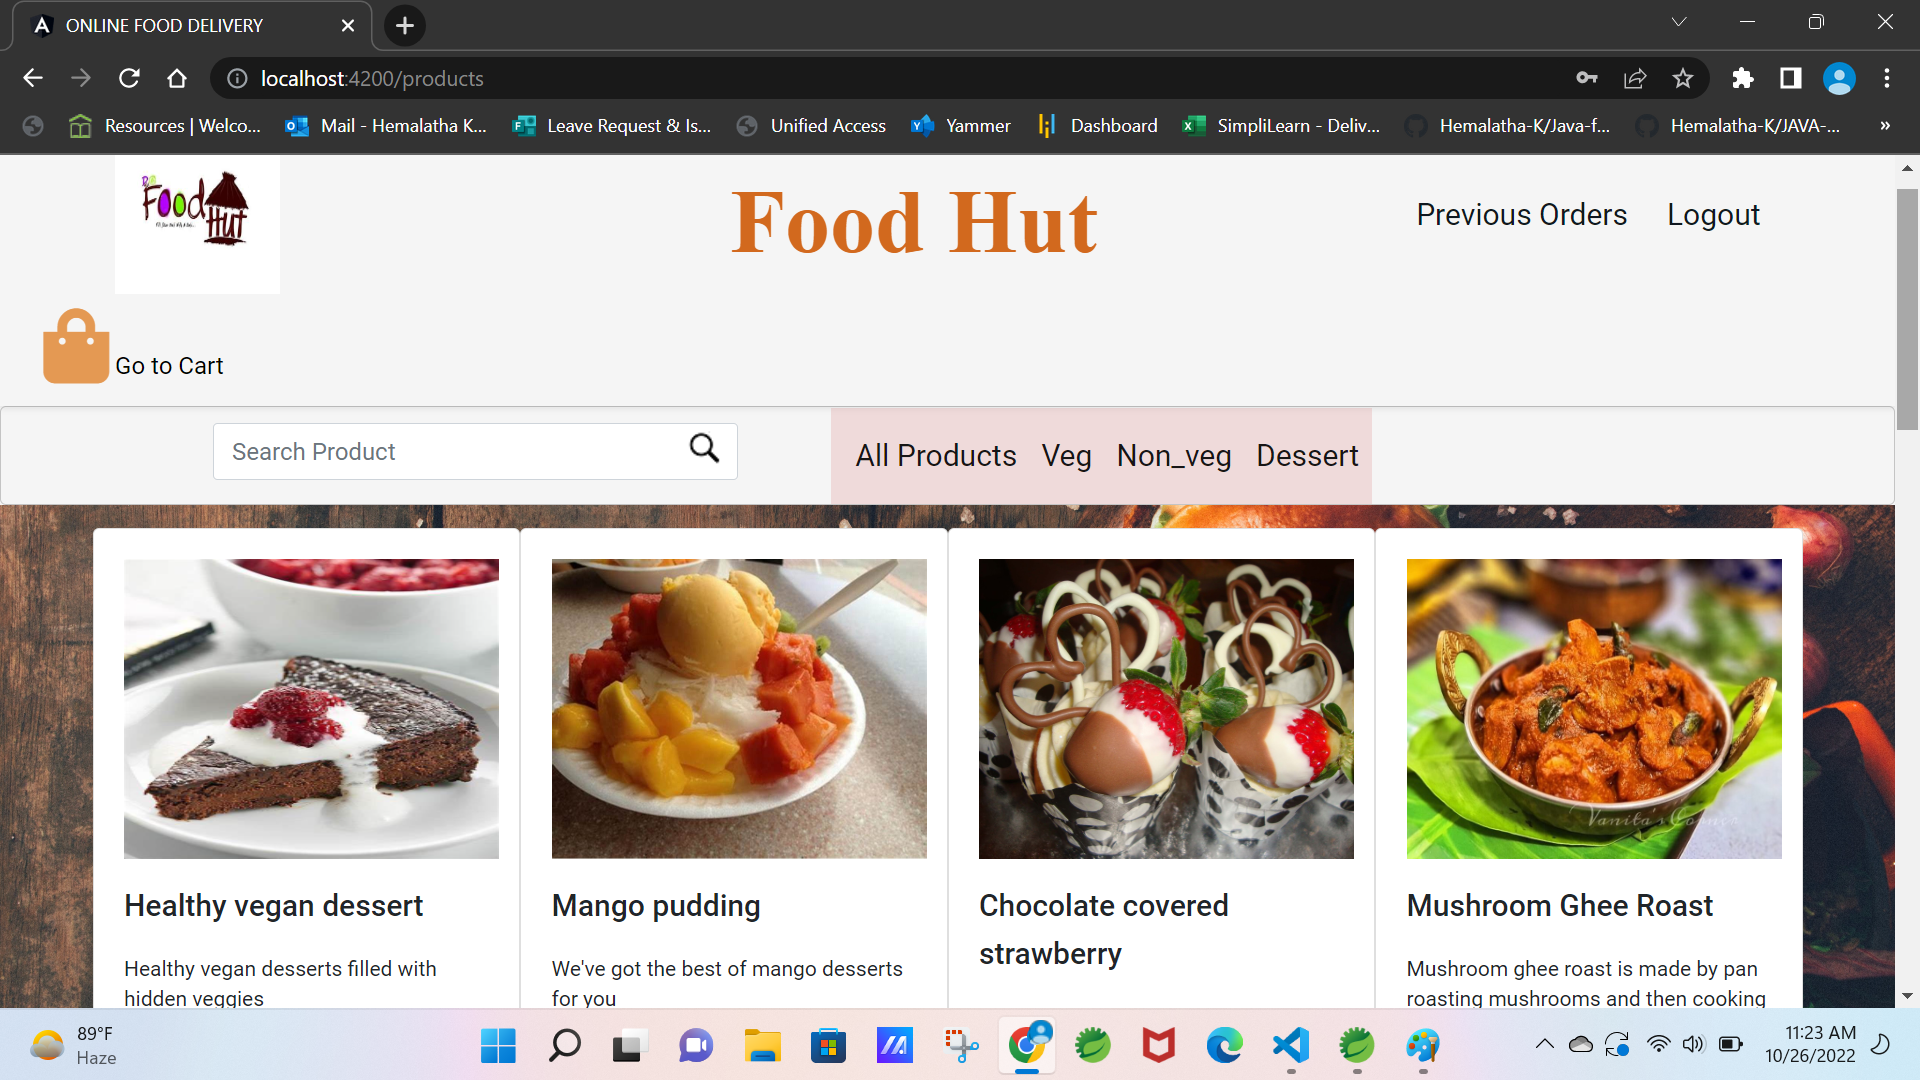 ONLINE FOOD DELIVERY
localhost:4200/products
Resources | Welco...
Mail - Hemalatha K...
Leave Request & Is...
Unified Access
Yammer
Dashboard
SimpliLearn - Deliv...
Hemalatha-K/Java-f...
Hemalatha-K/JAVA-...
»
Food Hut
Food Hut
Previous Orders
Logout
Go to Cart
Search Product
All Products
Veg
Non_veg
Dessert
Vanita's Corner
Healthy vegan dessert
Mango pudding
Chocolate covered
strawberry
Mushroom Ghee Roast
Healthy vegan desserts filled with
hidden veggies
We've got the best of mango desserts
for you
Mushroom ghee roast is made by pan
roasting mushrooms and then cooking
89°F
Haze
11:23 AM
10/26/2022